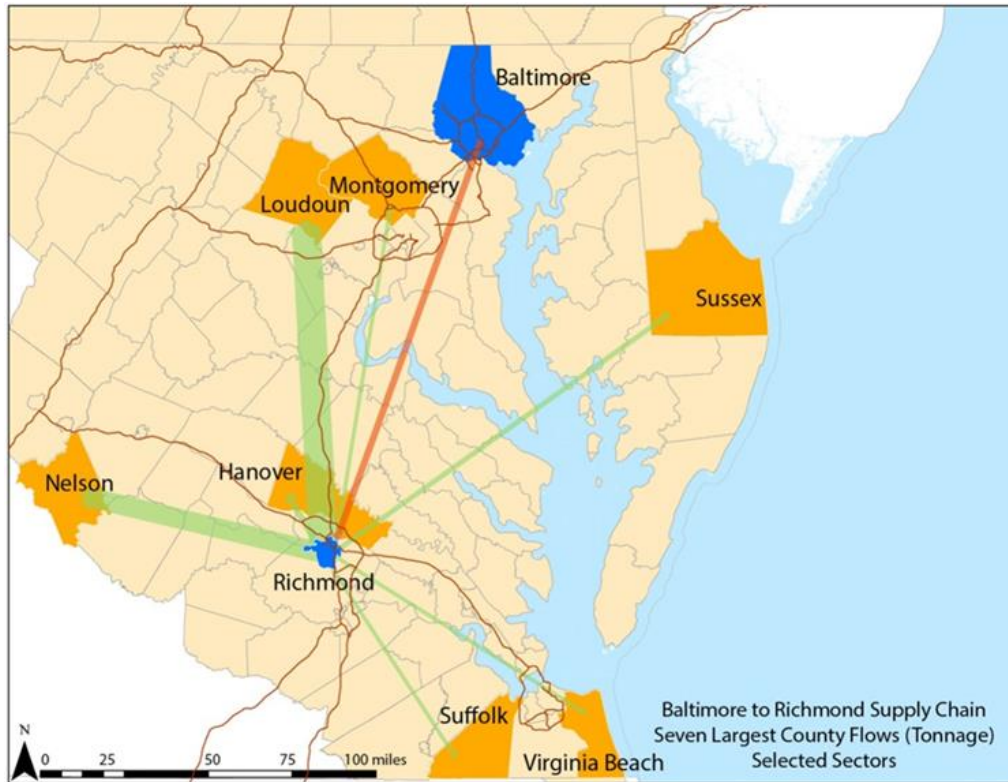 Baltimore
Montgomery
Loudoun
Sussex
Hanover
Nelson
Richmond
Suffolk
Virginia Beach
Baltimore to Richmond Supply Chain
Seven Largest County Flows (Tonnage)
Selected Sectors
N
0 25 50 75 100 miles